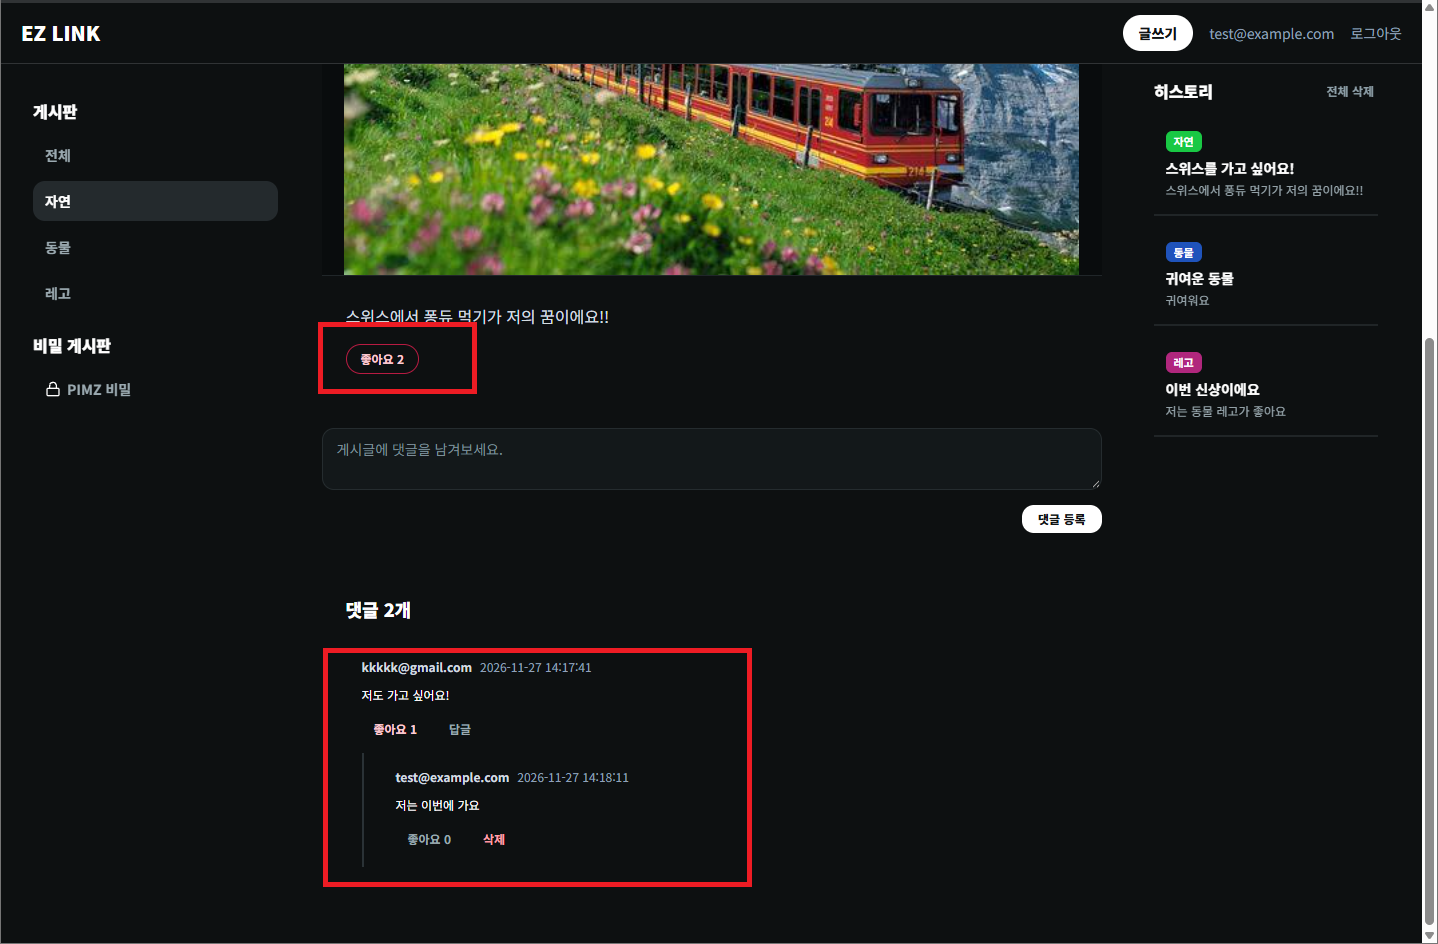 EZ LINK
글쓰기
test@example.com
로그아웃
게시판
전체
자연
동물
레고
비밀 게시판
PIMZ 비밀
214
스위스에서 퐁듀 먹기가 저의 꿈이에요!!
좋아요 2
게시글에 댓글을 남겨보세요.
댓글 등록
댓글 2개
kkkkk@gmail.com 2026-11-27 14:17:41
저도 가고 싶어요!
좋아요 1 답글
test@example.com 2026-11-27 14:18:11
저는 이번에 가요
좋아요 0 삭제
히스토리 전체 삭제
자연
스위스를 가고 싶어요!
스위스에서 퐁듀 먹기가 저의 꿈이에요!!
동물
귀여운 동물
귀여워요
레고
이번 신상이에요
저는 동물 레고가 좋아요